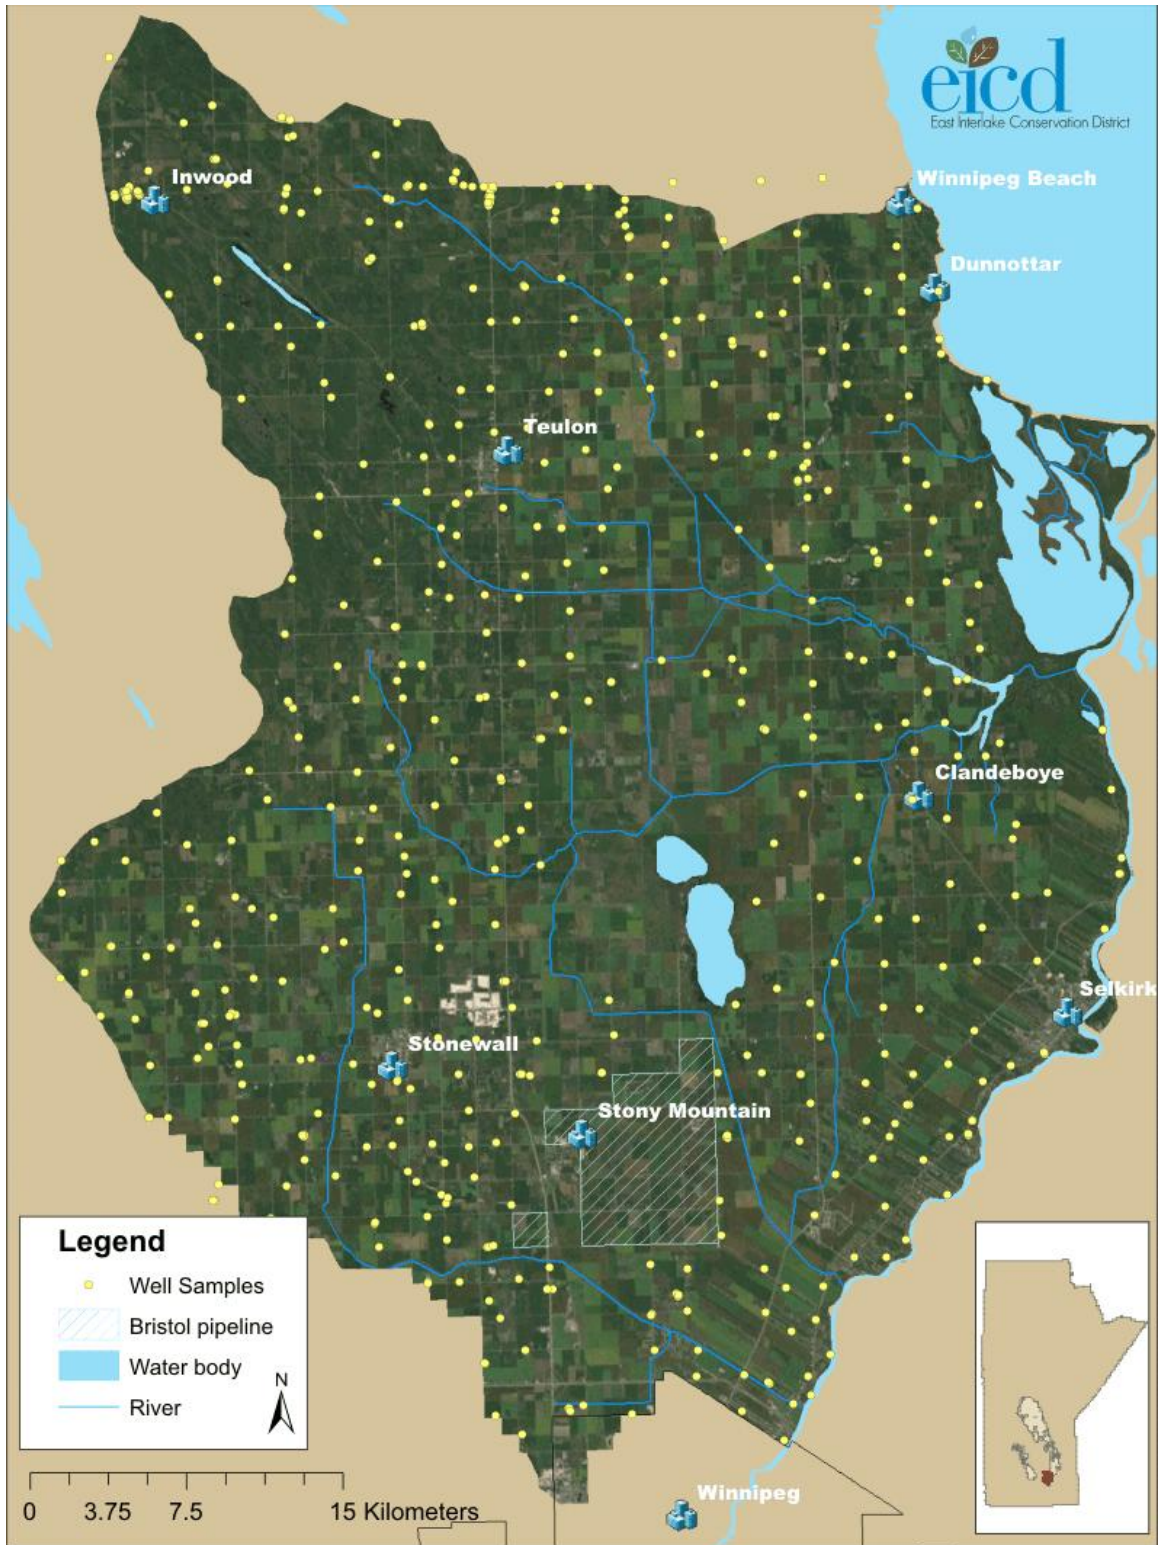 eicd
East Interlake Conservation District
Inwood
Winnipeg Beach
Dunnottar
Teulon
Clandeboye
Selkirk
Stonewall
Stony Mountain
Legend
Well Samples
Bristol pipeline
Water body
River
N
0 3.75 7.5 15 Kilometers
Winnipeg